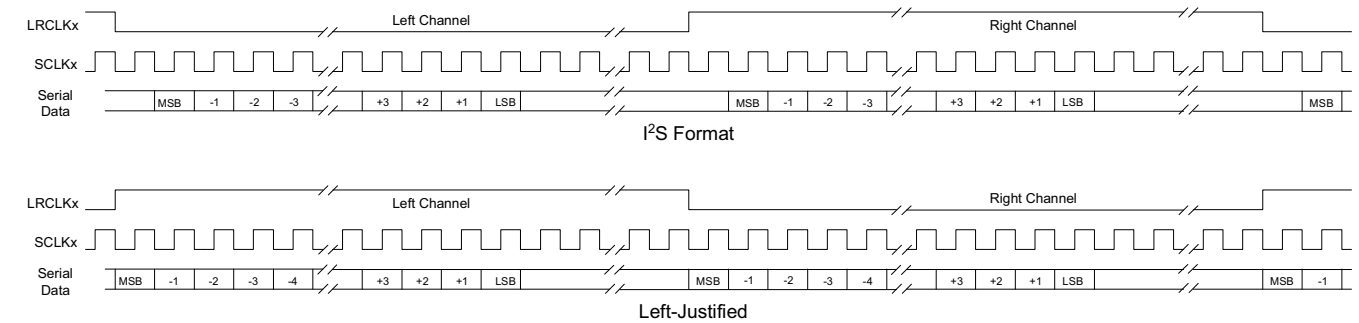 LRCLKx Left Channel Right Channel
SCLKx
Serial Data MSB -1 -2 -3 +3 +2 +1 LSB MSB -1 -2 -3 +3 +2 +1 LSB MSB
I²S Format
LRCLKx Left Channel Right Channel
SCLKx
Serial Data MSB -1 -2 -3 -4 +3 +2 +1 LSB MSB -1 -2 -3 -4 +3 +2 +1 LSB MSB -1
Left-Justified